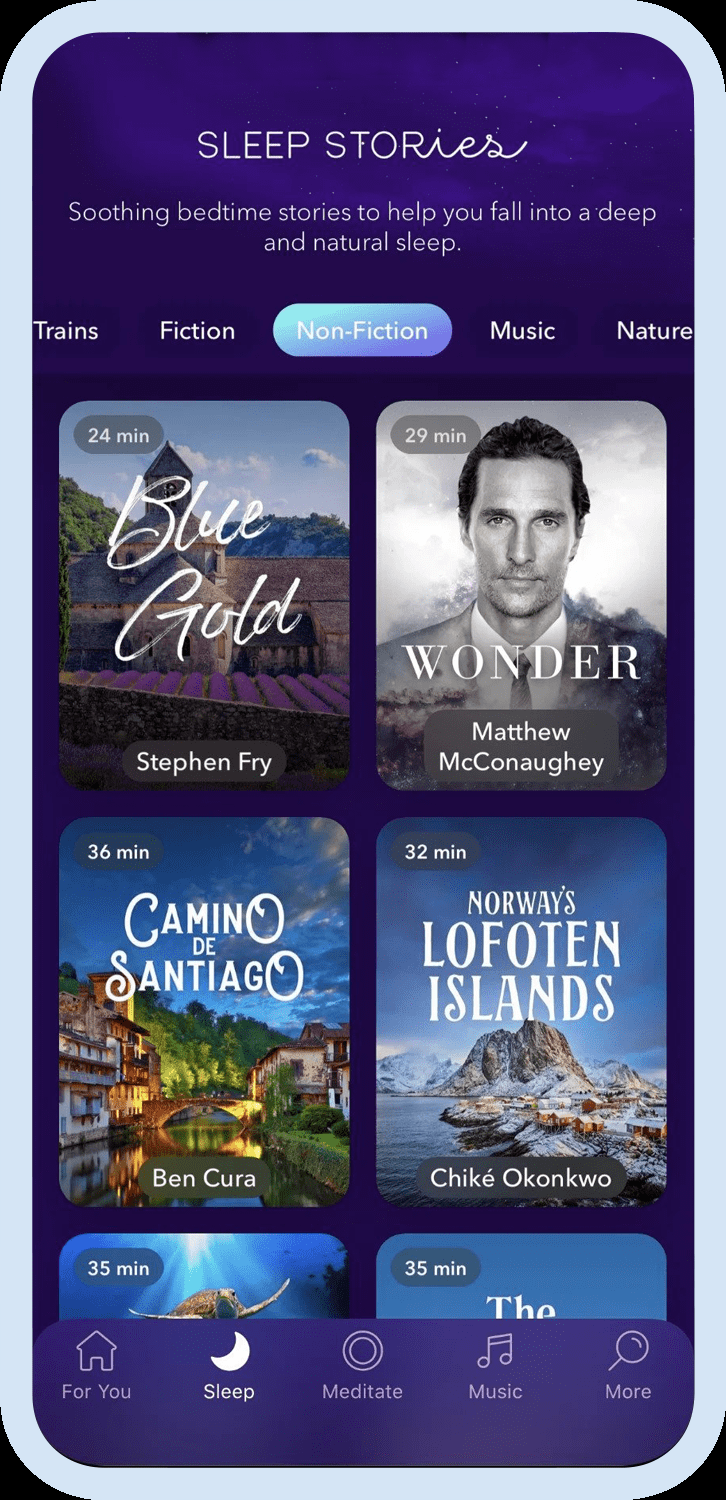 SLEEP STORies
Soothing bedtime stories to help you fall into a deep
and natural sleep.
Trains Fiction Non-Fiction Music Nature
24 min
Blue
Gold
Stephen Fry
29 min
WONDER
Matthew
McConaughey
36 min
CAMINO
DE
SANTIAGO
Ben Cura
32 min
NORWAY'S
LOFOTEN
ISLANDS
Chiké Okonkwo
35 min
35 min
The
For You Sleep Meditate Music More